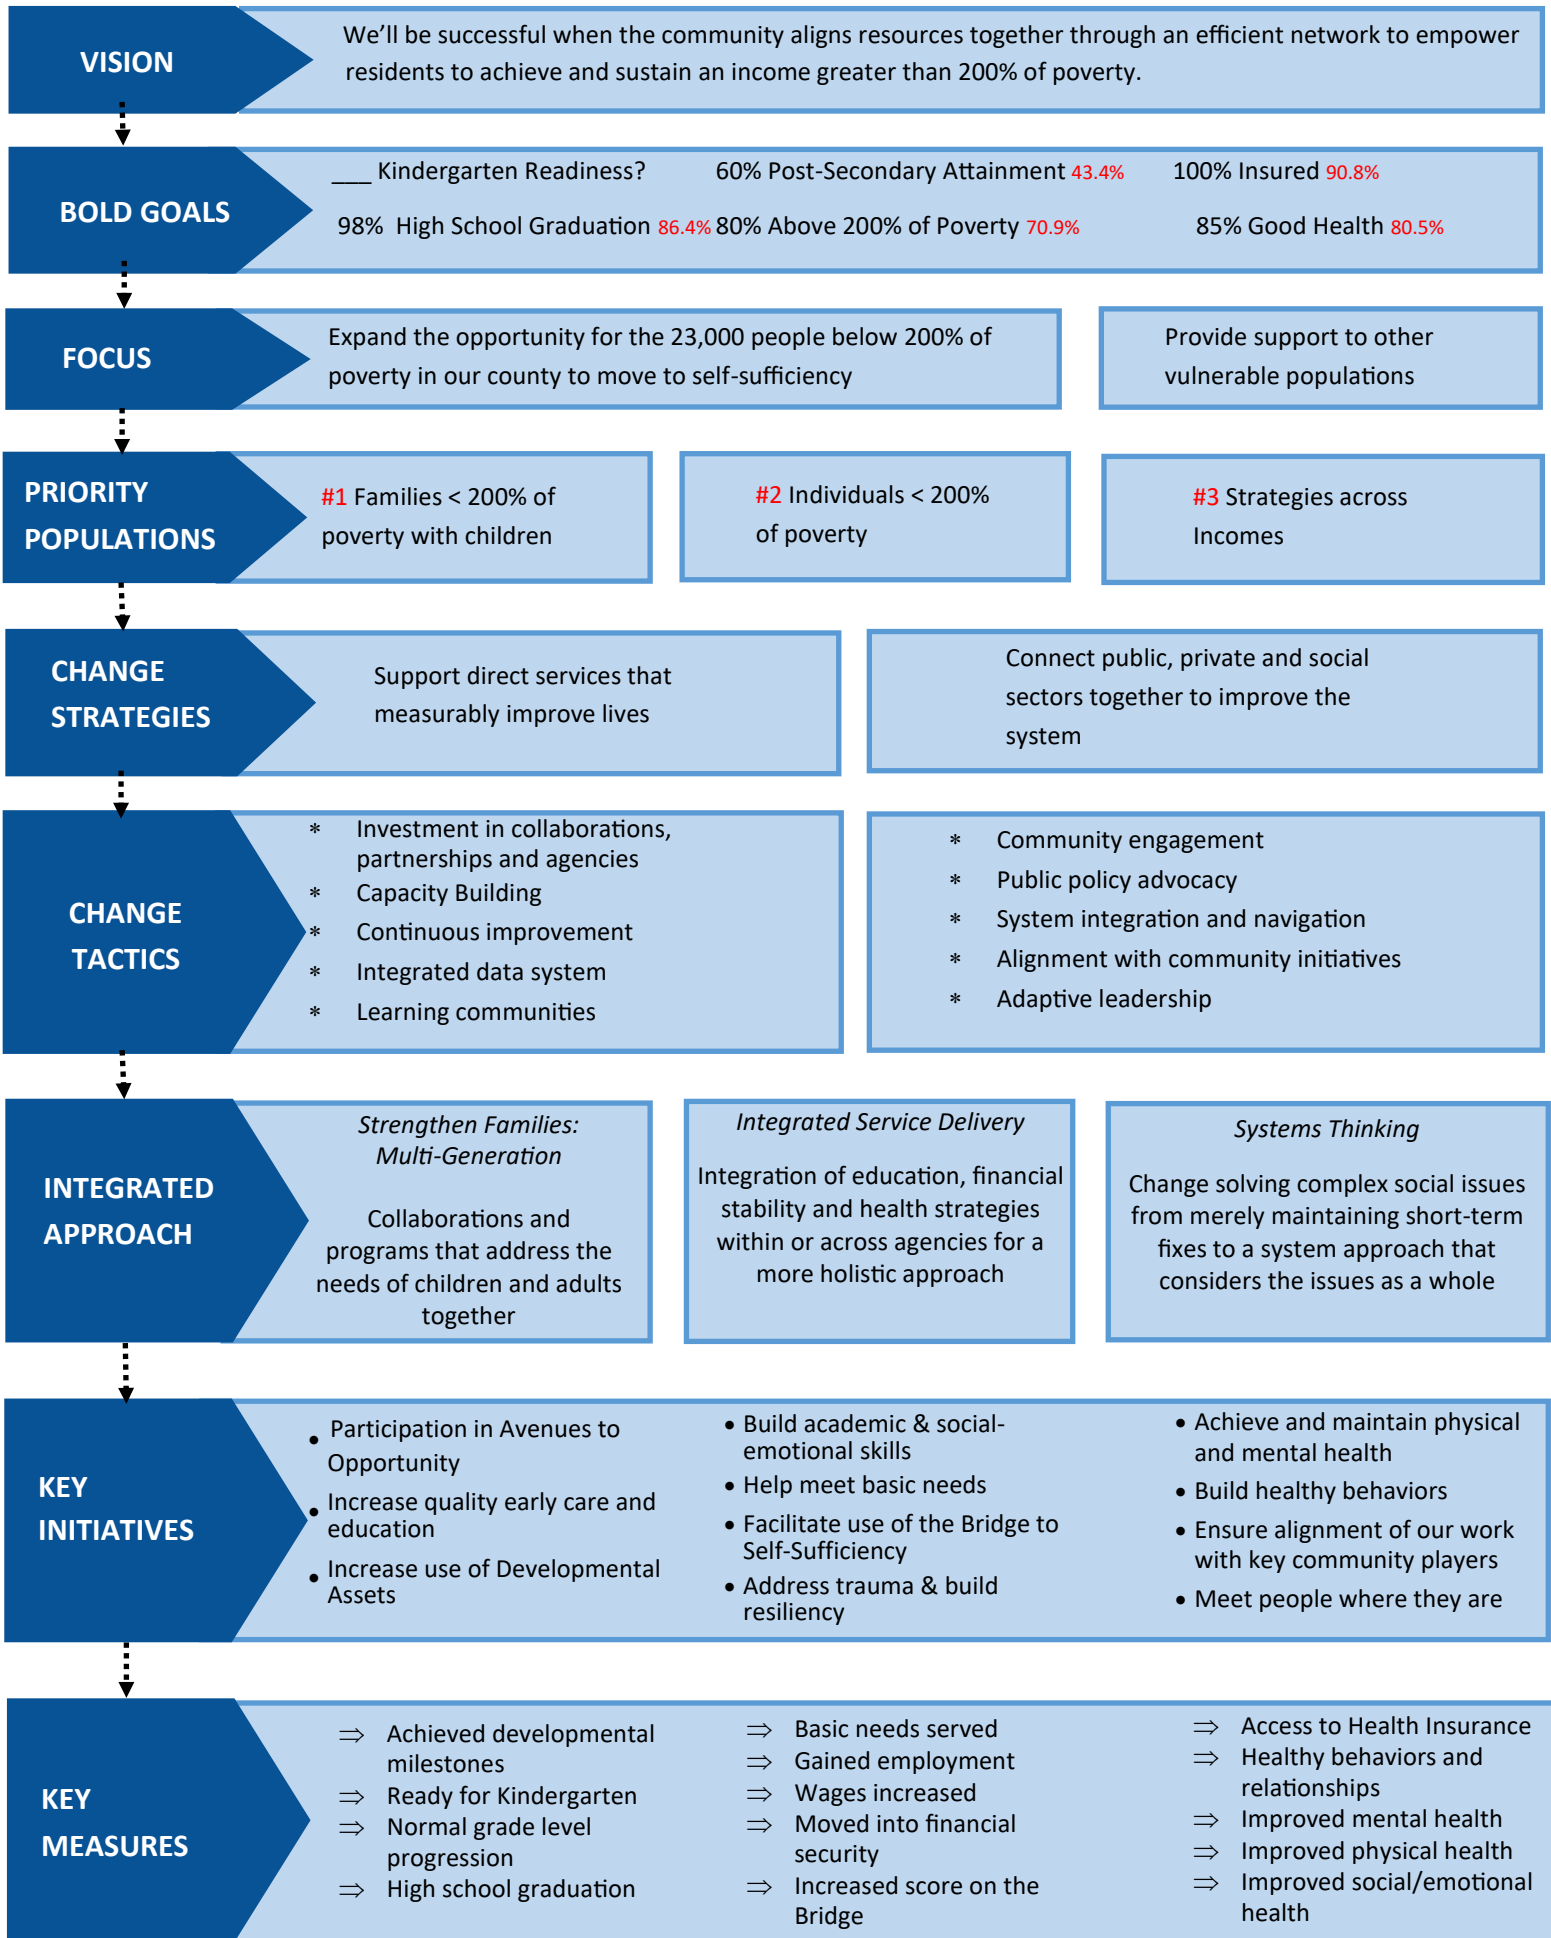 VISION
We'll be successful when the community aligns resources together through an efficient network to empower
residents to achieve and sustain an income greater than 200% of poverty.
BOLD GOALS
___ Kindergarten Readiness?
60% Post-Secondary Attainment 43.4%
100% Insured 90.8%
98% High School Graduation 86.4%
80% Above 200% of Poverty 70.9%
85% Good Health 80.5%
FOCUS
Expand the opportunity for the 23,000 people below 200% of
poverty in our county to move to self-sufficiency
Provide support to other
vulnerable populations
PRIORITY
POPULATIONS
#1 Families < 200% of
poverty with children
#2 Individuals < 200%
of poverty
#3 Strategies across
Incomes
CHANGE
STRATEGIES
Support direct services that
measurably improve lives
Connect public, private and social
sectors together to improve the
system
CHANGE
TACTICS
* Investment in collaborations,
partnerships and agencies
* Capacity Building
* Continuous improvement
* Integrated data system
* Learning communities
* Community engagement
* Public policy advocacy
* System integration and navigation
* Alignment with community initiatives
* Adaptive leadership
INTEGRATED
APPROACH
Strengthen Families:
Multi-Generation
Collaborations and
programs that address the
needs of children and adults
together
Integrated Service Delivery
Integration of education, financial
stability and health strategies
within or across agencies for a
more holistic approach
Systems Thinking
Change solving complex social issues
from merely maintaining short-term
fixes to a system approach that
considers the issues as a whole
KEY
INITIATIVES
• Participation in Avenues to
Opportunity
• Increase quality early care and
education
• Increase use of Developmental
Assets
• Build academic & social-
emotional skills
• Help meet basic needs
• Facilitate use of the Bridge to
Self-Sufficiency
• Address trauma & build
resiliency
• Achieve and maintain physical
and mental health
• Build healthy behaviors
• Ensure alignment of our work
with key community players
• Meet people where they are
KEY
MEASURES
⇒ Achieved developmental
milestones
⇒ Ready for Kindergarten
⇒ Normal grade level
progression
⇒ High school graduation
⇒ Basic needs served
⇒ Gained employment
⇒ Wages increased
⇒ Moved into financial
security
⇒ Increased score on the
Bridge
⇒ Access to Health Insurance
⇒ Healthy behaviors and
relationships
⇒ Improved mental health
⇒ Improved physical health
⇒ Improved social/emotional
health